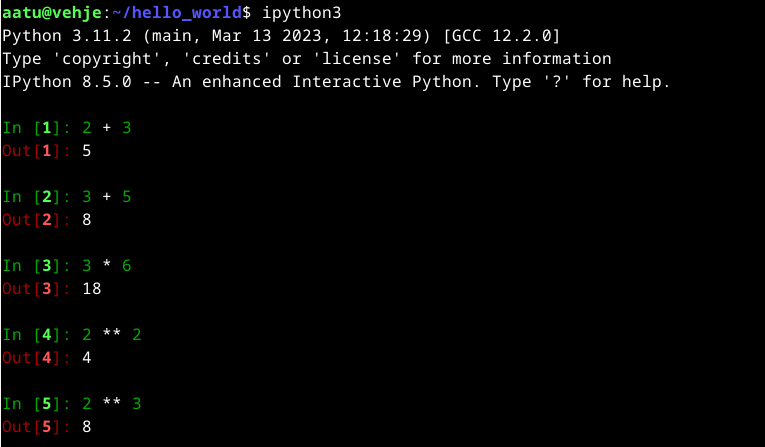 aatu@vehje:~/hello_world$ ipython3
Python 3.11.2 (main, Mar 13 2023, 12:18:29) [GCC 12.2.0]
Type 'copyright', 'credits' or 'license' for more information
IPython 8.5.0 -- An enhanced Interactive Python. Type '?' for help.
In [1]: 2 + 3
Out[1]: 5
In [2]: 3 + 5
Out[2]: 8
In [3]: 3 * 6
Out[3]: 18
In [4]: 2 ** 2
Out[4]: 4
In [5]: 2 ** 3
Out[5]: 8